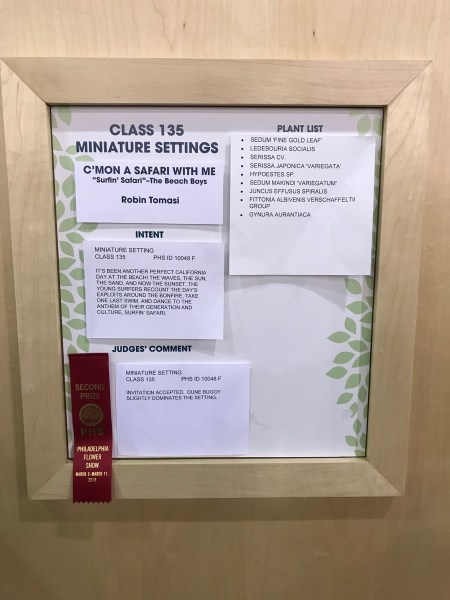 CLASS 135
MINIATURE SETTINGS
C'MON A SAFARI WITH ME
"Surfin' Safari"-The Beach Boys
Robin Tomasi
INTENT
MINIATURE SETTING
CLASS 135 PHS ID 10048 F
IT'S BEEN ANOTHER PERFECT CALIFORNIA
DAY AT THE BEACH! THE WAVES, THE SUN,
THE SAND, AND NOW THE SUNSET. THE
YOUNG SURFERS RECOUNT THE DAY'S
EXPLOITS AROUND THE BONFIRE, TAKE
ONE LAST SWIM, AND DANCE TO THE
ANTHEM OF THEIR GENERATION AND
CULTURE, SURFIN' SAFARI.
JUDGES' COMMENT
MINIATURE SETTING
CLASS 135 PHS ID 10048 F
INVITATION ACCEPTED. DUNE BUGGY
SLIGHTLY DOMINATES THE SETTING.
PLANT LIST
• SEDUM 'FINE GOLD LEAF'
• LEDEBOURIA SOCIALIS
• SERISSA CV.
• SERISSA JAPONICA 'VARIEGATA'
• HYPOESTES SP.
• SEDUM MAKINOI 'VARIEGATUM'
• JUNCUS EFFUSUS SPIRALIS
• FITTONIA ALBIVENIS VERSCHAFFELTII
GROUP
• GYNURA AURANTIACA
SECOND
PRIZE
PHS
PHILADELPHIA
FLOWER
SHOW
MARCH 3-MARCH 11,
2018